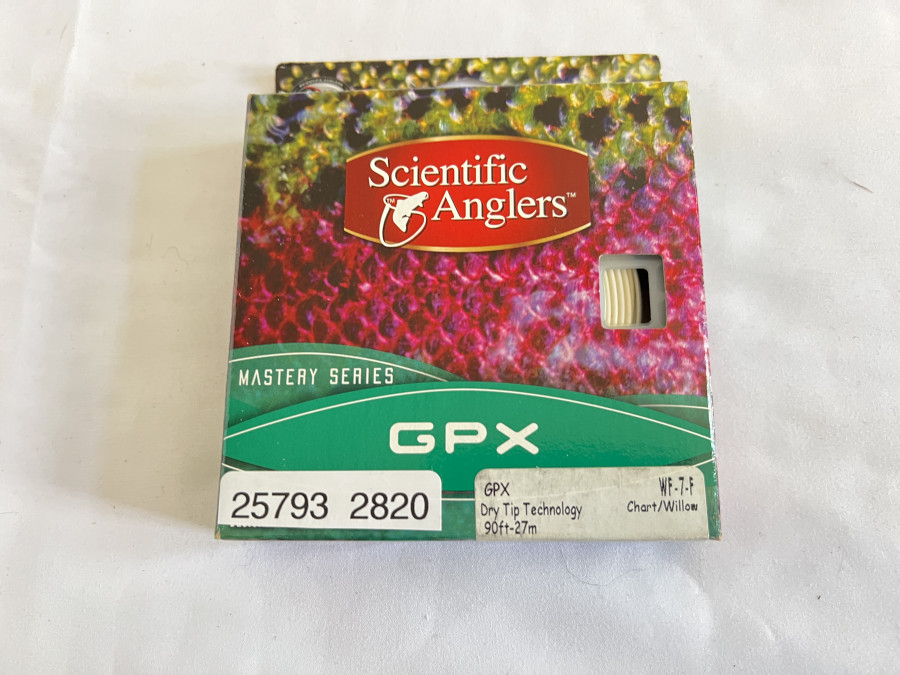 Scientific
Anglers™
MASTERY SERIES
GPX
25793 2820
GPX WF-7-F
Dry Tip Technology Chart/Willow
90ft-27m